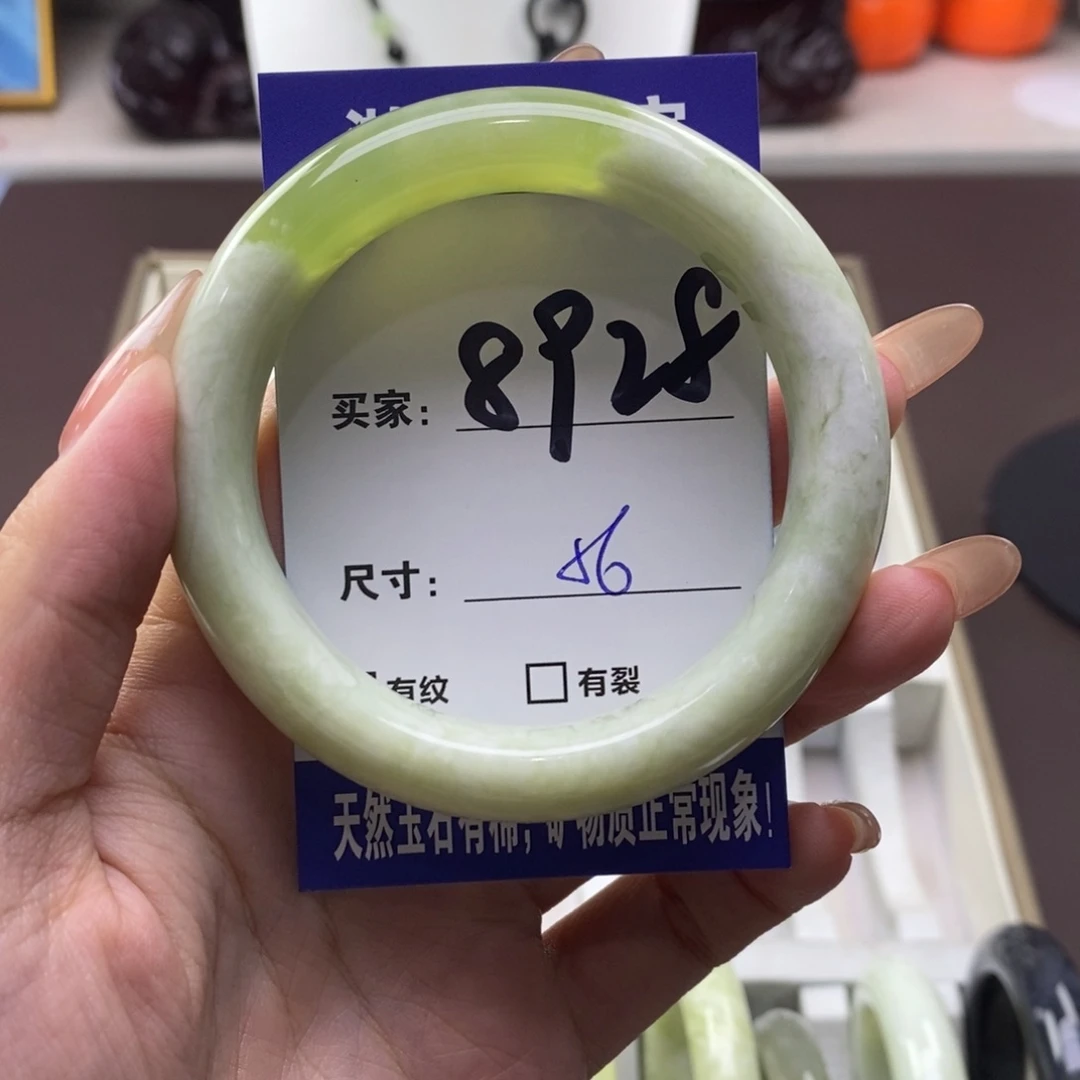 买家: 8928
尺寸: 56
有纹 □有裂
天然玉石有棉, 矿物质正常现象!